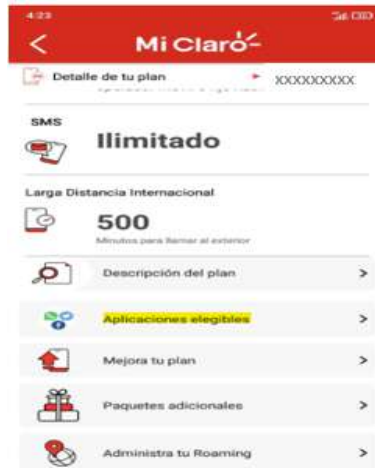 4:23
Mi Claro
Detalle de tu plan XXXXXXXXX
SMS
Ilimitado
Larga Distancia Internacional
500
Minutos para llamar al exterior
Descripción del plan
Aplicaciones elegibles
Mejora tu plan
Paquetes adicionales
Administra tu Roaming